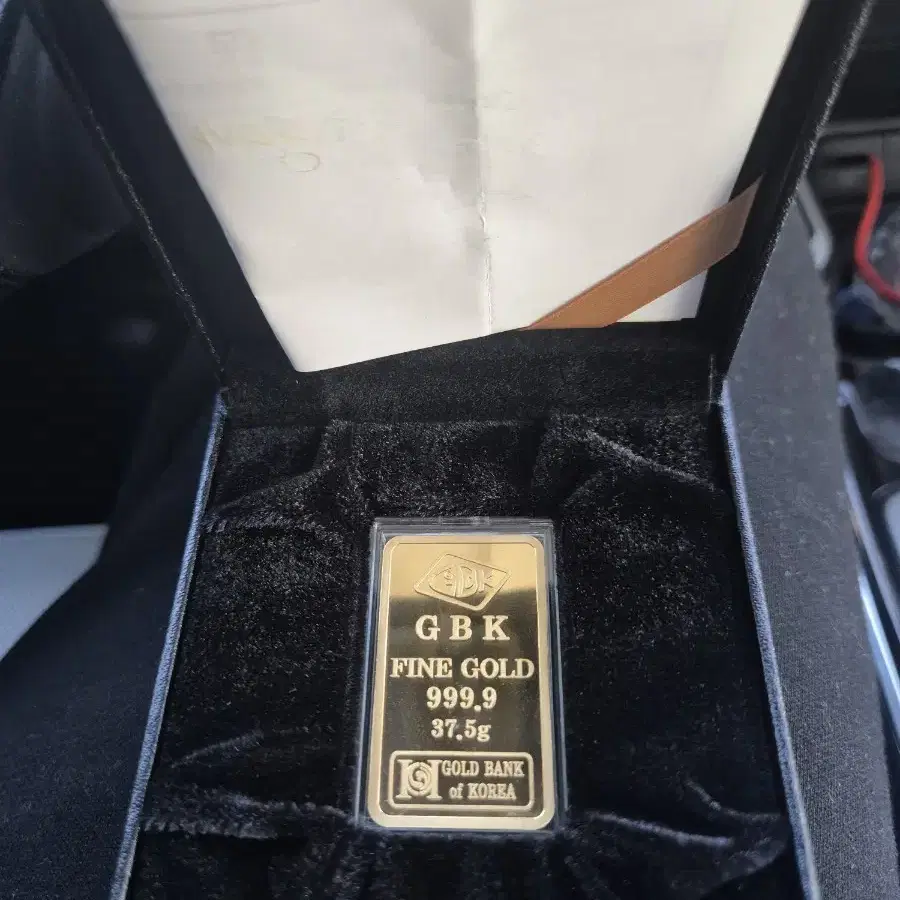 GBK
GBK
FINE GOLD
999.9
37.5g
GOLD BANK
of KOREA